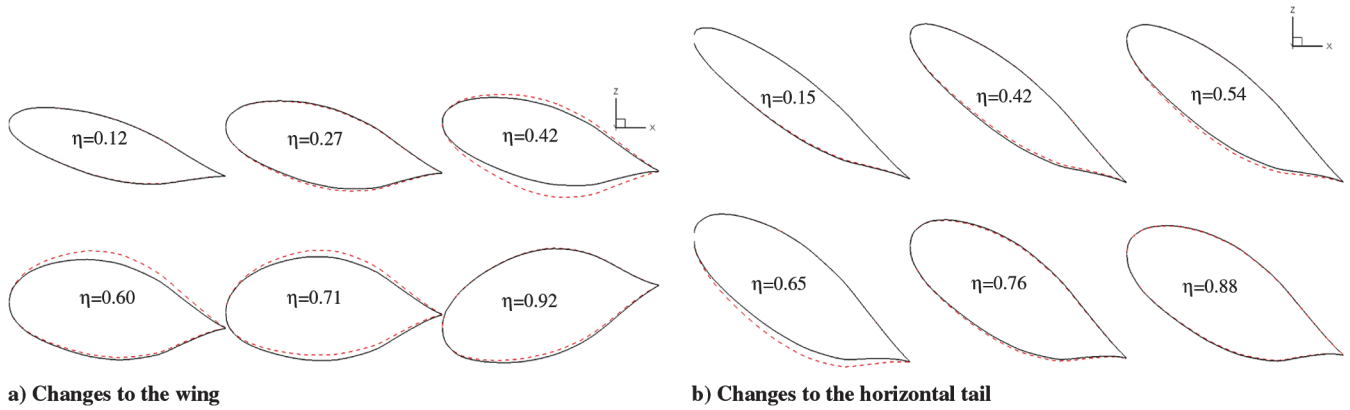 z
x
η=0.12
η=0.27
η=0.42
η=0.60
η=0.71
η=0.92
a) Changes to the wing
z
x
η=0.15
η=0.42
η=0.54
η=0.65
η=0.76
η=0.88
b) Changes to the horizontal tail